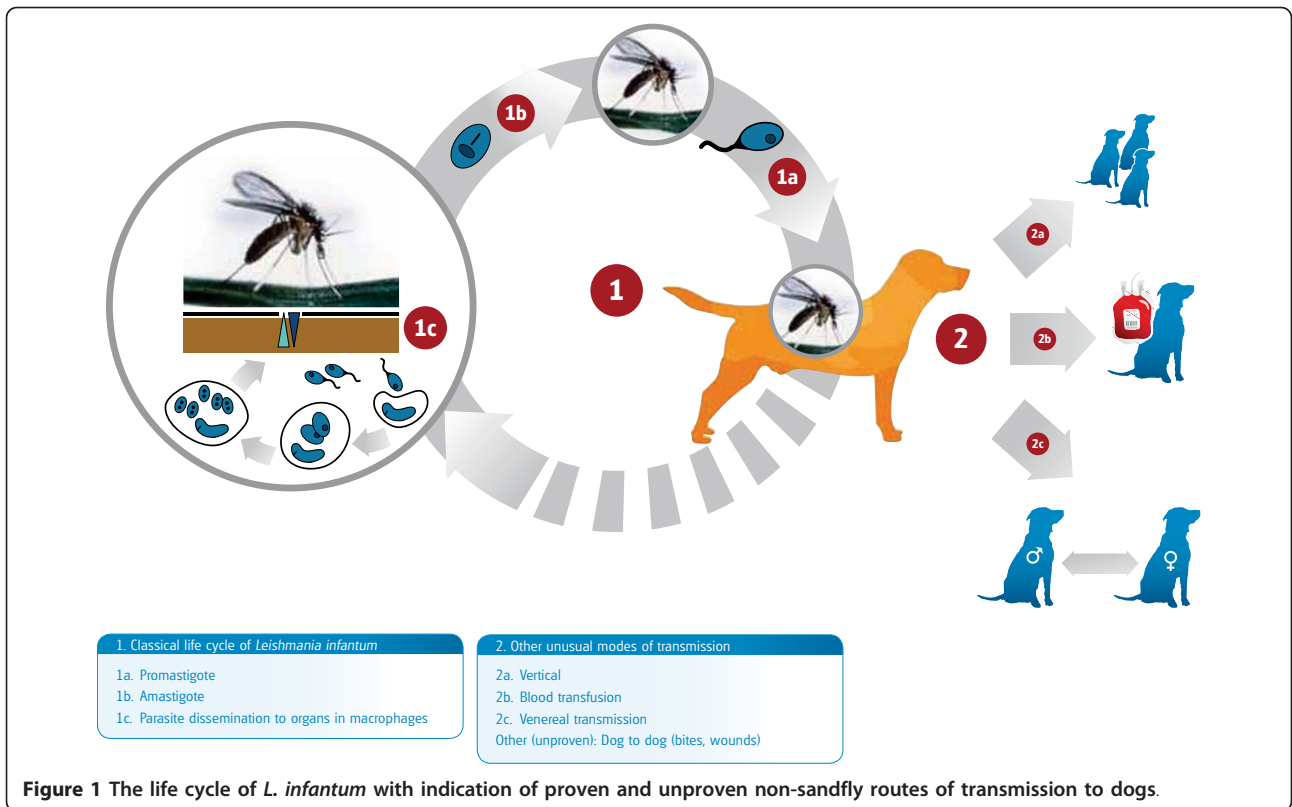 1b
1a
1
1c
2
2a
2b
2c
1. Classical life cycle of Leishmania infantum
1a. Promastigote
1b. Amastigote
1c. Parasite dissemination to organs in macrophages
2. Other unusual modes of transmission
2a. Vertical
2b. Blood transfusion
2c. Venereal transmission
Other (unproven): Dog to dog (bites, wounds)
Figure 1 The life cycle of L. infantum with indication of proven and unproven non-sandfly routes of transmission to dogs.